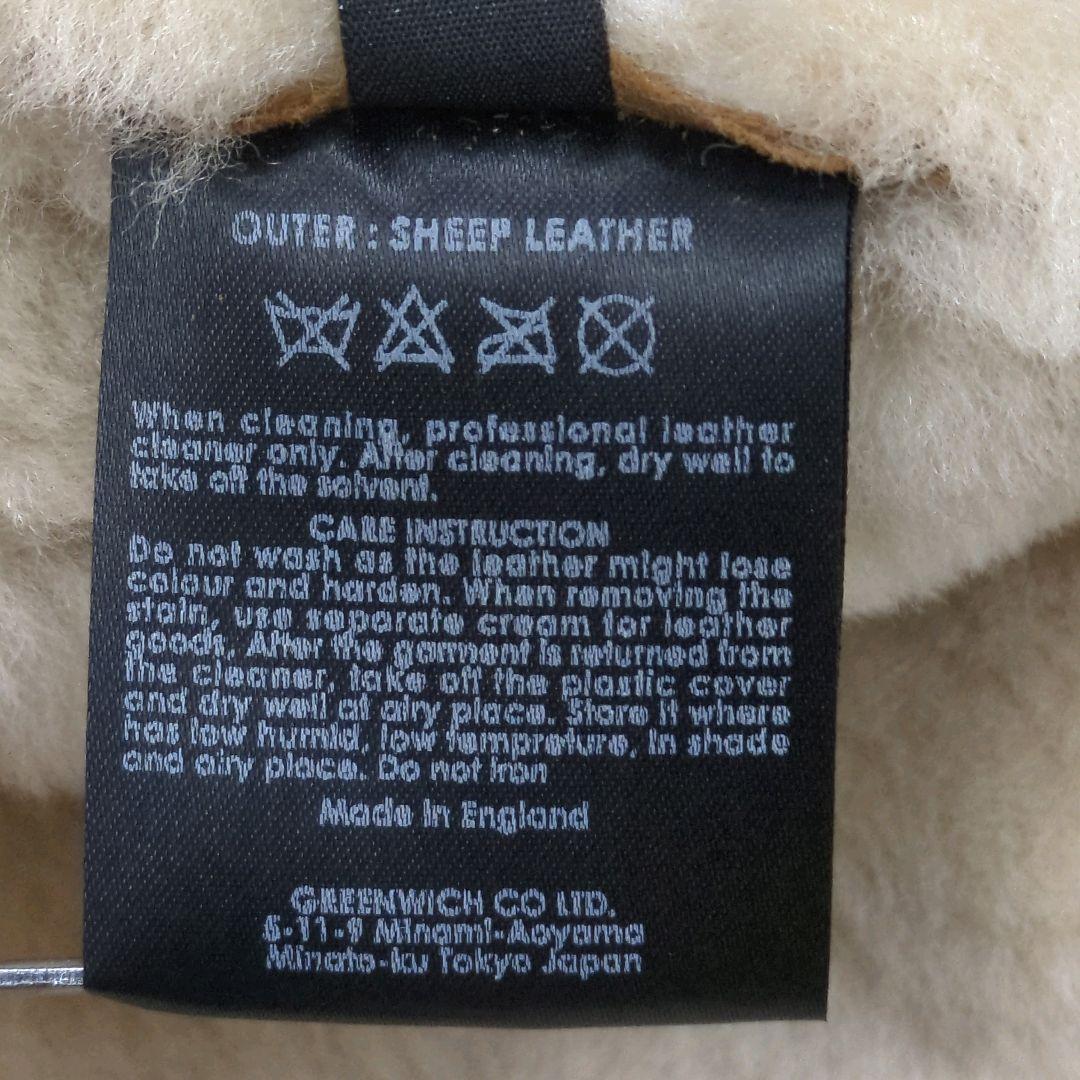 OUTER : SHEEP LEATHER
When cleaning, professional leather
cleaner only. After cleaning, dry well to
take off the solvent.
CARE INSTRUCTION
Do not wash as the leather might lose
colour and harden. When removing the
stain, use separate cream for leather
goods. After the garment is returned from
the cleaner, take off the plastic cover
and dry well at airy place. Store it where
has low humid, low tempreture, in shade
and airy place. Do not Iron
Made In England
GREENWICH CO LTD.
6-11-9 Minami-Aoyama
Minato-ku Tokyo Japan